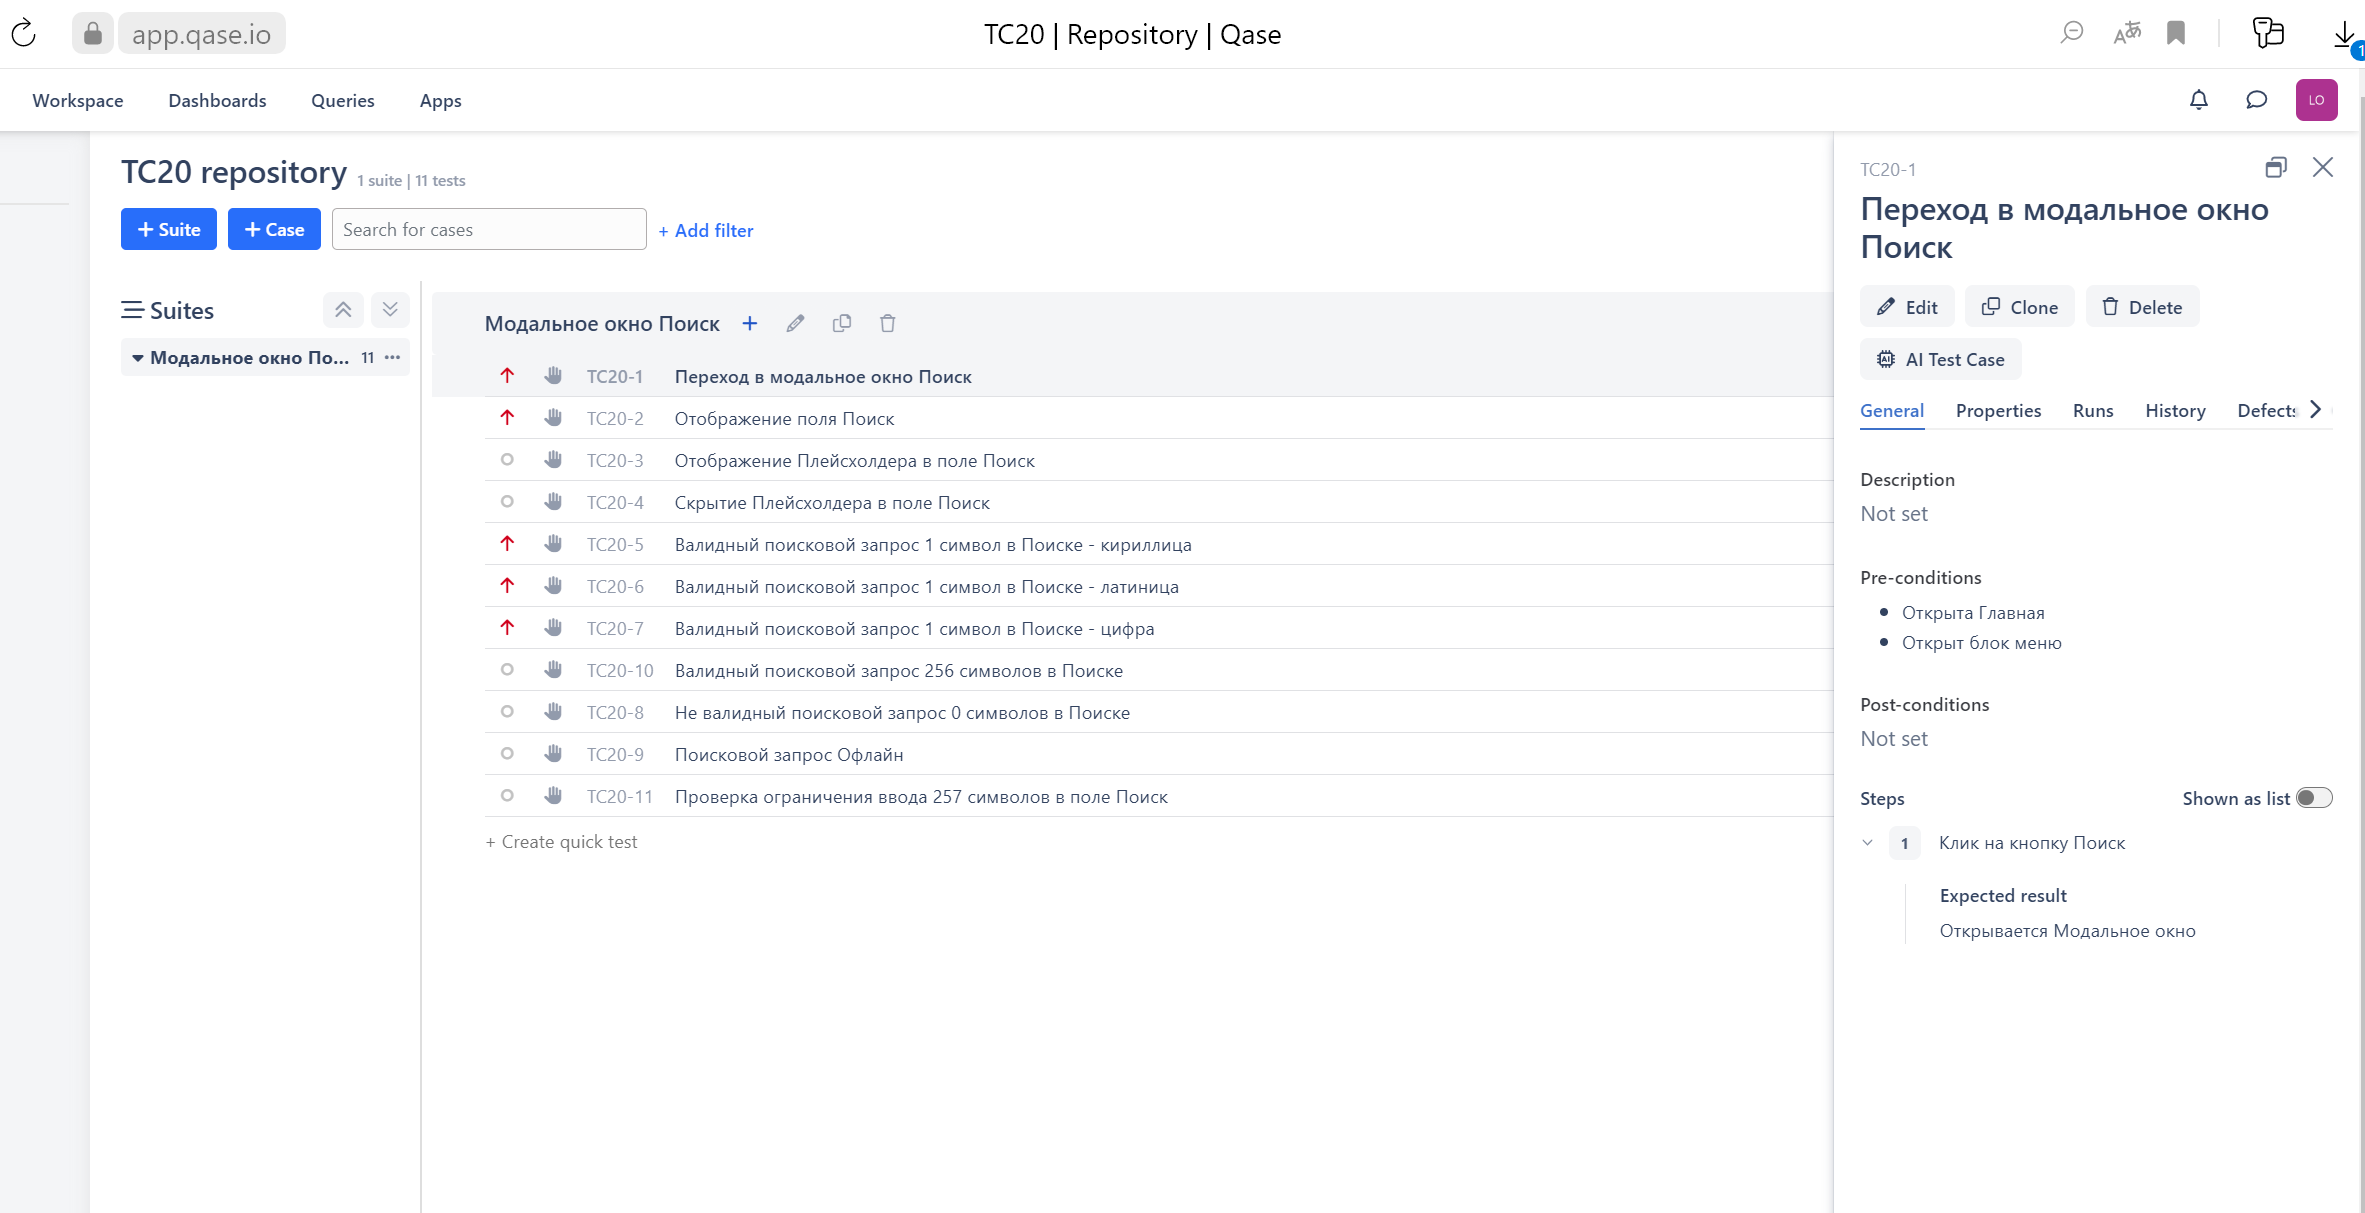 app.qase.io
TC20 | Repository | Qase
1
Workspace
Dashboards
Queries
Apps
LO
TC20 repository
1 suite | 11 tests
+ Suite
+ Case
Search for cases
+ Add filter
Suites
Модальное окно По...
11
Модальное окно Поиск
TC20-1 Переход в модальное окно Поиск
TC20-2 Отображение поля Поиск
TC20-3 Отображение Плейсхолдера в поле Поиск
TC20-4 Скрытие Плейсхолдера в поле Поиск
TC20-5 Валидный поисковой запрос 1 символ в Поиске - кириллица
TC20-6 Валидный поисковой запрос 1 символ в Поиске - латиница
TC20-7 Валидный поисковой запрос 1 символ в Поиске - цифра
TC20-10 Валидный поисковой запрос 256 символов в Поиске
TC20-8 Не валидный поисковой запрос 0 символов в Поиске
TC20-9 Поисковой запрос Офлайн
TC20-11 Проверка ограничения ввода 257 символов в поле Поиск
+ Create quick test
TC20-1
Переход в модальное окно
Поиск
Edit
Clone
Delete
AI Test Case
General
Properties
Runs
History
Defects
Description
Not set
Pre-conditions
Открыта Главная
Открыт блок меню
Post-conditions
Not set
Steps
Shown as list
1
Клик на кнопку Поиск
Expected result
Открывается Модальное окно